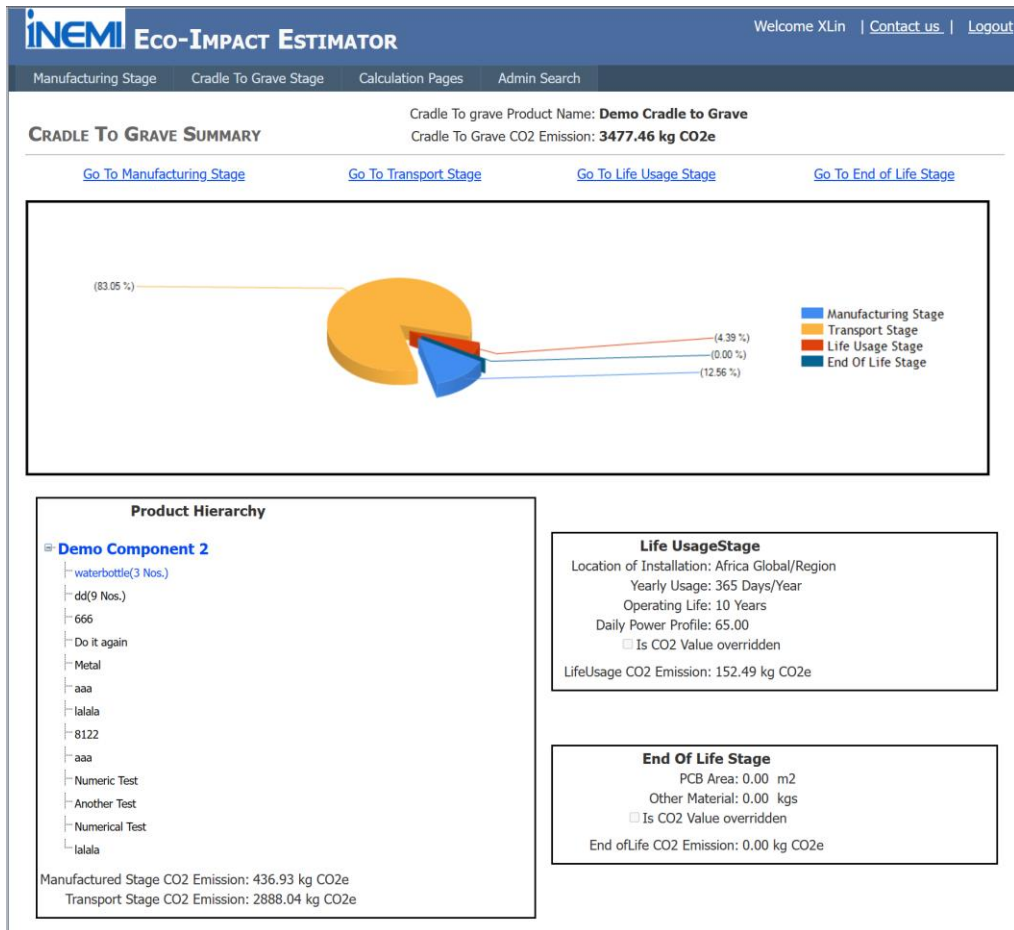 iNEMI ECO-IMPACT ESTIMATOR
Welcome XLin | Contact us | Logout
Manufacturing Stage Cradle To Grave Stage Calculation Pages Admin Search
CRADLE TO GRAVE SUMMARY
Cradle To grave Product Name: Demo Cradle to Grave
Cradle To Grave CO2 Emission: 3477.46 kg CO2e
Go To Manufacturing Stage Go To Transport Stage Go To Life Usage Stage Go To End of Life Stage
(83.05 %)
(4.39 %)
(0.00 %)
(12.56 %)
Manufacturing Stage
Transport Stage
Life Usage Stage
End Of Life Stage
Product Hierarchy
Demo Component 2
waterbottle(3 Nos.)
dd(9 Nos.)
666
Do it again
Metal
aaa
lalala
8122
aaa
Numeric Test
Another Test
Numerical Test
lalala
Manufactured Stage CO2 Emission: 436.93 kg CO2e
Transport Stage CO2 Emission: 2888.04 kg CO2e
Life UsageStage
Location of Installation: Africa Global/Region
Yearly Usage: 365 Days/Year
Operating Life: 10 Years
Daily Power Profile: 65.00
Is CO2 Value overridden
LifeUsage CO2 Emission: 152.49 kg CO2e
End Of Life Stage
PCB Area: 0.00 m2
Other Material: 0.00 kgs
Is CO2 Value overridden
End ofLife CO2 Emission: 0.00 kg CO2e